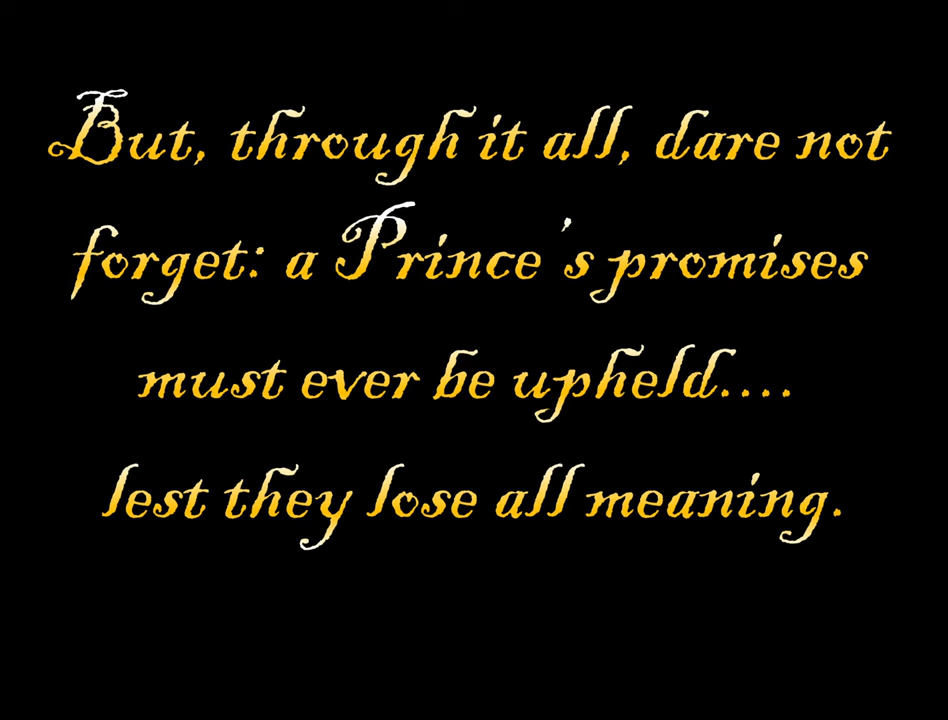 But, through it all, dare not
forget: a Prince's promises
must ever be upheld....
lest they lose all meaning.